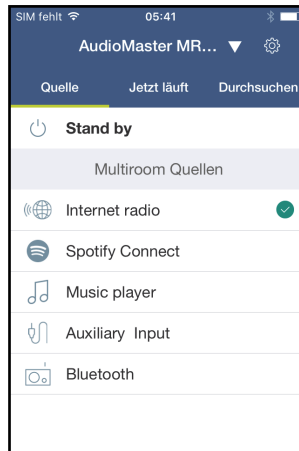 SIM fehlt 05:41
AudioMaster MR... ▼
Quelle Jetzt läuft Durchsuchen
Stand by
Multiroom Quellen
Internet radio
Spotify Connect
Music player
Auxiliary Input
Bluetooth